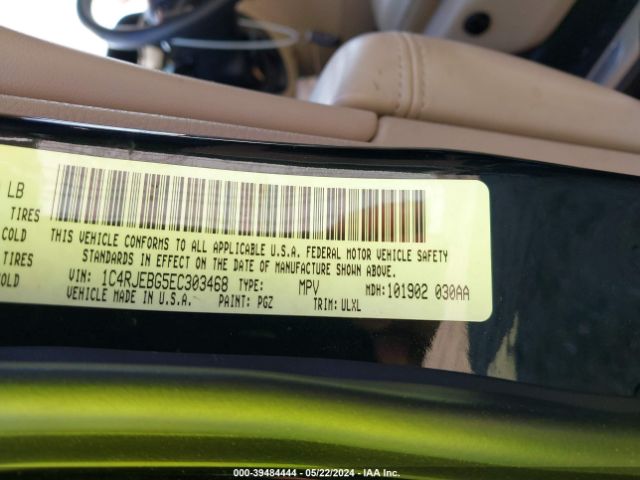 LB
TIRES
COLD
TIRES
COLD
THIS VEHICLE CONFORMS TO ALL APPLICABLE U.S.A. FEDERAL MOTOR VEHICLE SAFETY
STANDARDS IN EFFECT ON THE DATE OF MANUFACTURE SHOWN ABOVE.
VIN: 1C4RJEBG5EC303468 TYPE: MPV MDH:101902 030AA
VEHICLE MADE IN U.S.A. PAINT: PGZ TRIM: ULXL
000-39484444 - 05/22/2024 - IAA Inc.